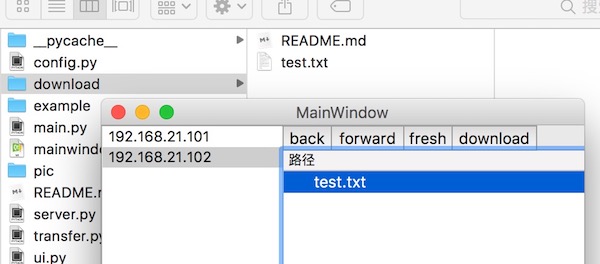 搜
__pycache__
config.py
download
example
main.py
mainwindo
pic
README.r
server.py
transfer.py
ui.py
README.md
test.txt
MainWindow
192.168.21.101
192.168.21.102
back forward fresh download
路径
test.txt